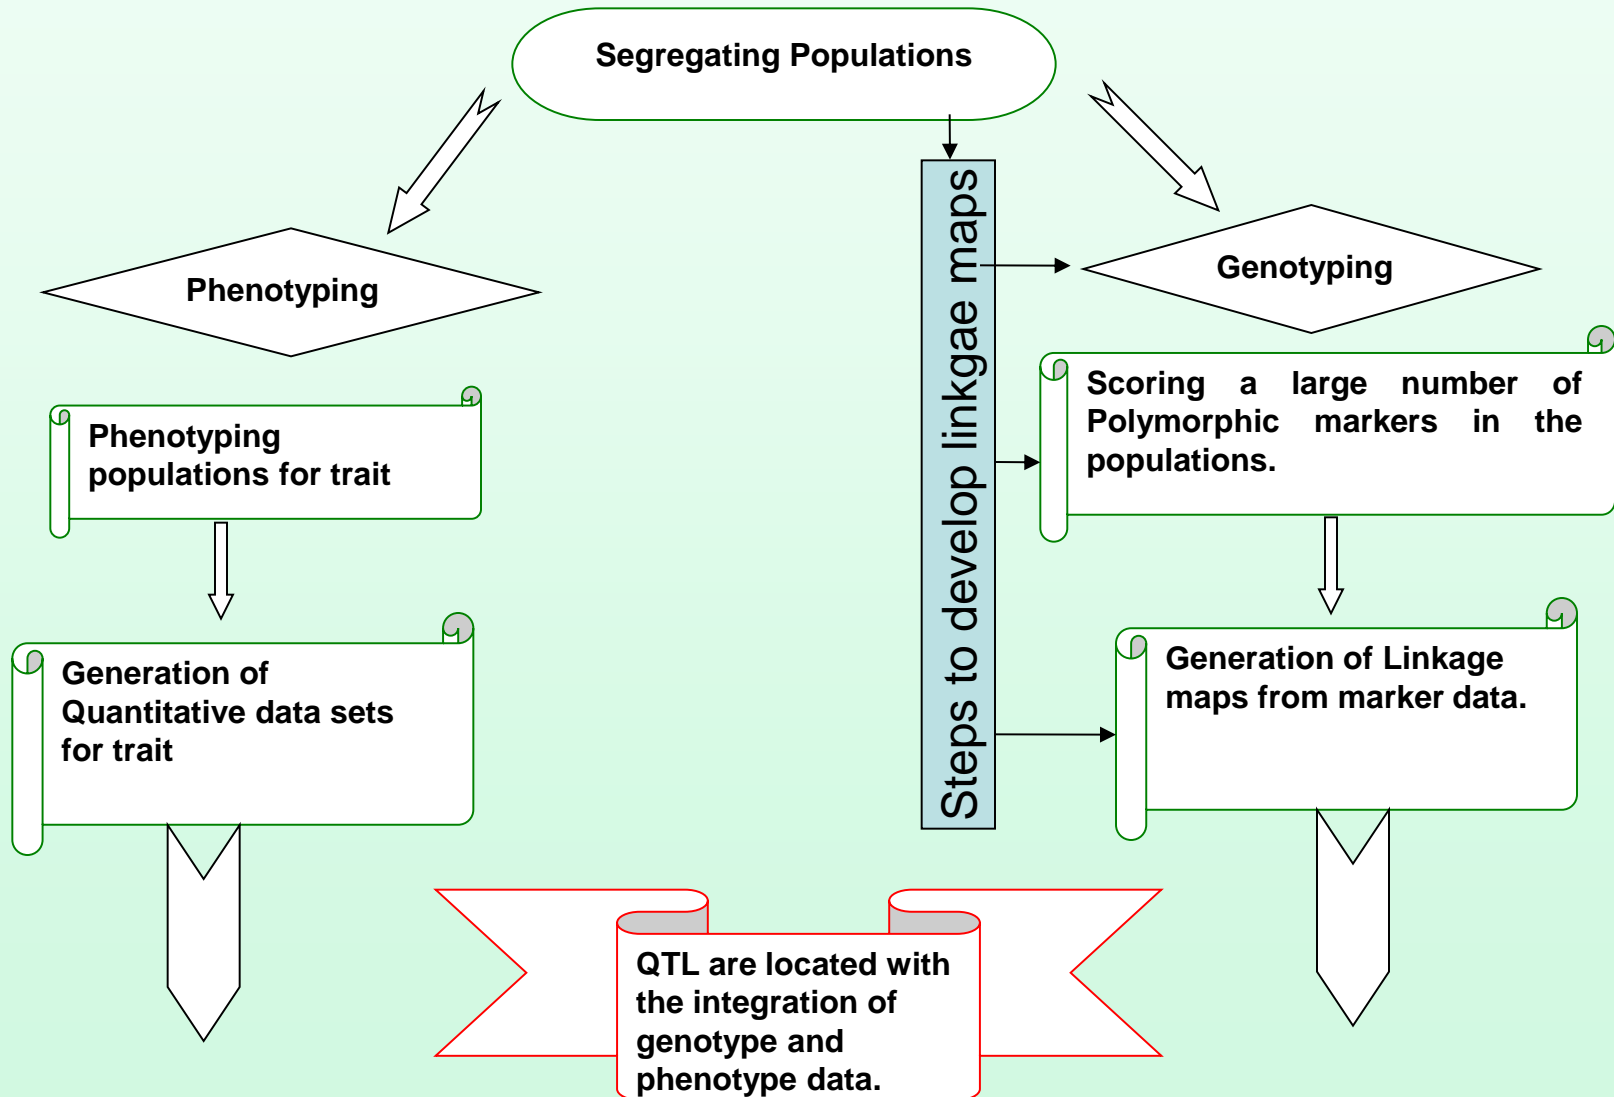 Segregating Populations
Phenotyping
Genotyping
Steps to develop linkgae maps
Phenotyping
populations for trait
Scoring a large number of
Polymorphic markers in the
populations.
Generation of
Quantitative data sets
for trait
Generation of Linkage
maps from marker data.
QTL are located with
the integration of
genotype and
phenotype data.